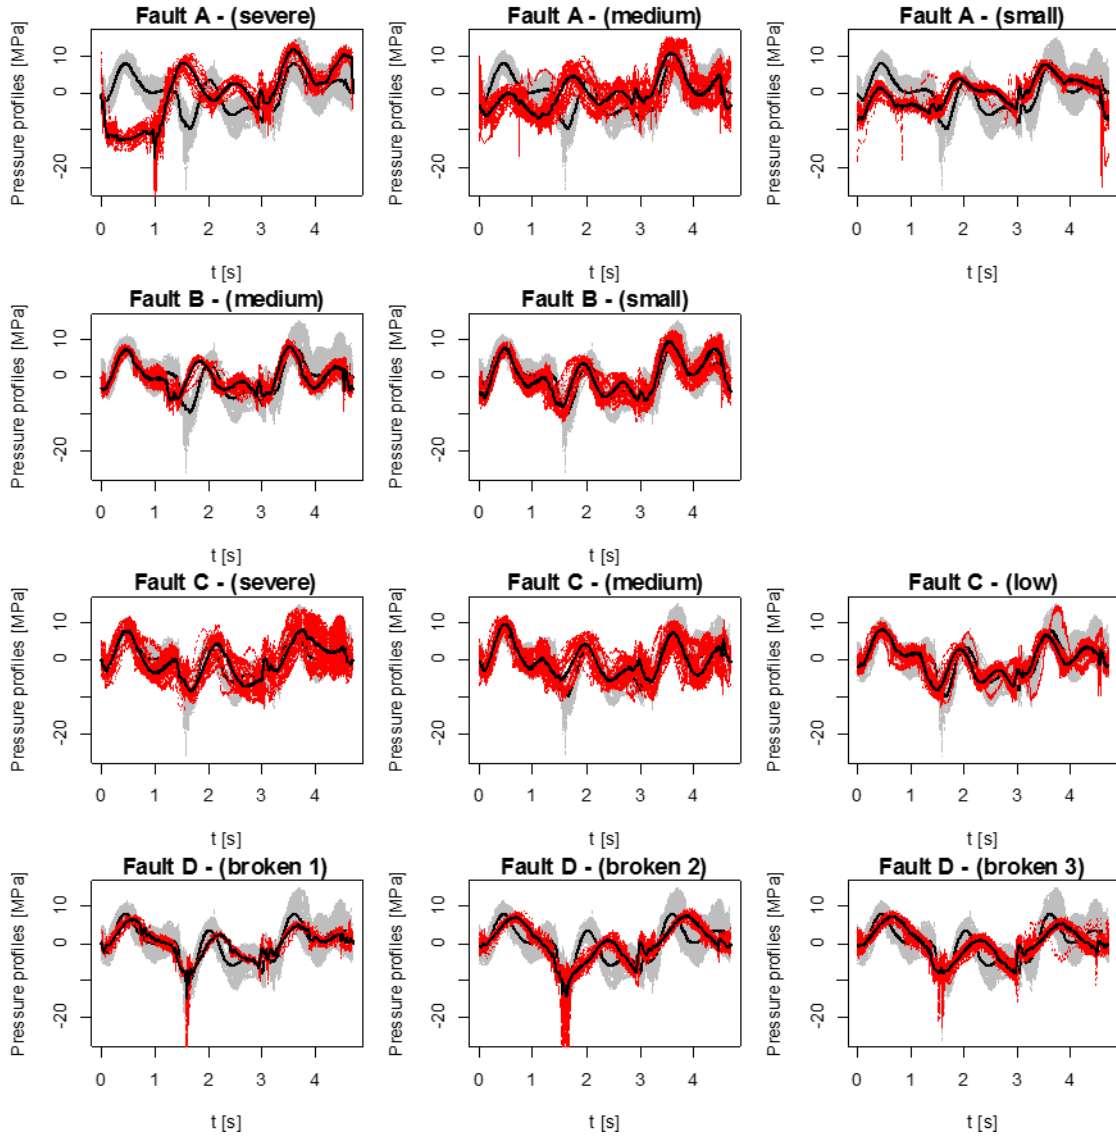 Fault A - (severe)
Fault A - (medium)
Fault A - (small)
Pressure profiles [MPa]
Pressure profiles [MPa]
Pressure profiles [MPa]
10
0
-20
10
0
-20
10
0
-20
0 1 2 3 4
0 1 2 3 4
0 1 2 3 4
t [s]
t [s]
t [s]
Fault B - (medium)
Fault B - (small)
Pressure profiles [MPa]
Pressure profiles [MPa]
10
0
-20
10
0
-20
0 1 2 3 4
0 1 2 3 4
t [s]
t [s]
Fault C - (severe)
Fault C - (medium)
Fault C - (low)
Pressure profiles [MPa]
Pressure profiles [MPa]
Pressure profiles [MPa]
10
0
-20
10
0
-20
10
0
-20
0 1 2 3 4
0 1 2 3 4
0 1 2 3 4
t [s]
t [s]
t [s]
Fault D - (broken 1)
Fault D - (broken 2)
Fault D - (broken 3)
Pressure profiles [MPa]
Pressure profiles [MPa]
Pressure profiles [MPa]
10
0
-20
10
0
-20
10
0
-20
0 1 2 3 4
0 1 2 3 4
0 1 2 3 4
t [s]
t [s]
t [s]